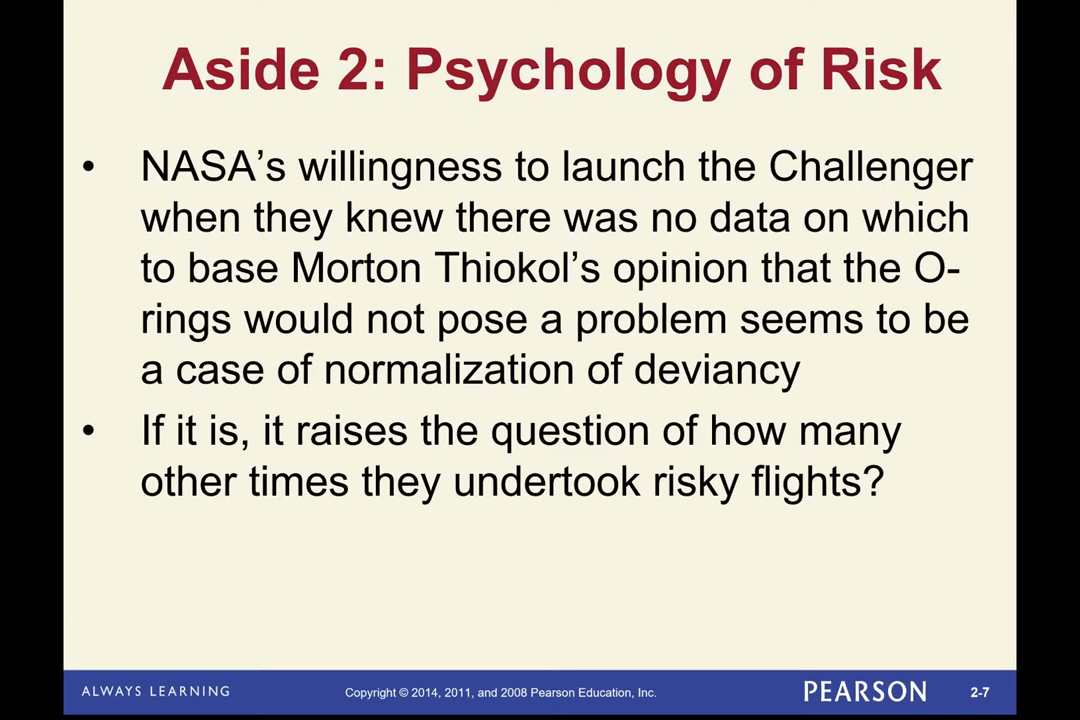 Aside 2: Psychology of Risk
• NASA’s willingness to launch the Challenger
when they knew there was no data on which
to base Morton Thiokol’s opinion that the O-
rings would not pose a problem seems to be
a case of normalization of deviancy
• If it is, it raises the question of how many
other times they undertook risky flights?
ALWAYS LEARNING Copyright © 2014, 2011, and 2008 Pearson Education, Inc. PEARSON 2-7